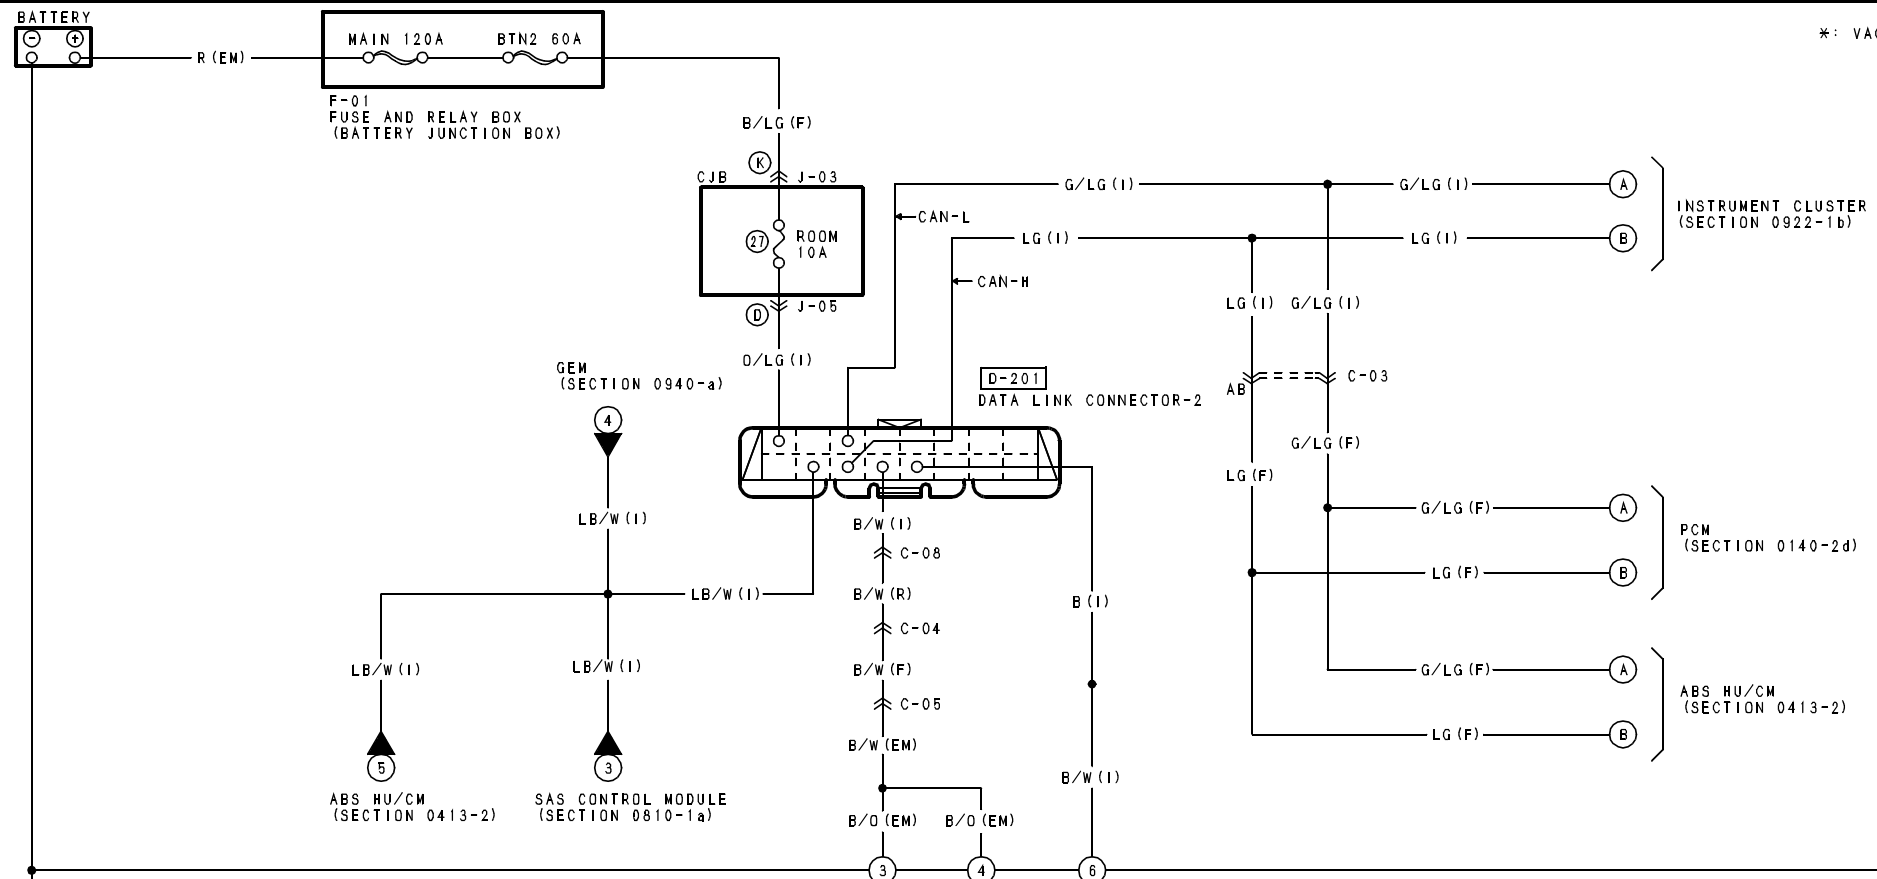 BATTERY
- +
R(EM)
MAIN 120A
BTN2 60A
F-01
FUSE AND RELAY BOX
(BATTERY JUNCTION BOX)
B/LG(F)
K
CJB
J-03
27
ROOM
10A
D
J-05
O/LG(I)
CAN-L
CAN-H
G/LG(I)
G/LG(I)
A
LG(I)
LG(I)
B
INSTRUMENT CLUSTER
(SECTION 0922-1b)
LG(I)
G/LG(I)
AB
C-03
G/LG(F)
LG(F)
G/LG(F)
A
LG(F)
B
PCM
(SECTION 0140-2d)
G/LG(F)
A
LG(F)
B
ABS HU/CM
(SECTION 0413-2)
GEM
(SECTION 0940-a)
4
LB/W(I)
LB/W(I)
D-201
DATA LINK CONNECTOR-2
B/W(I)
C-08
B/W(R)
C-04
B/W(F)
C-05
B/W(EM)
B/O(EM)
B/O(EM)
B(I)
B/W(I)
LB/W(I)
LB/W(I)
5
ABS HU/CM
(SECTION 0413-2)
3
SAS CONTROL MODULE
(SECTION 0810-1a)
3
4
6